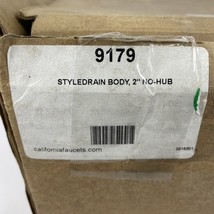 9179
STYLEDRAIN BODY, 2" NO-HUB
californiafaucets.com